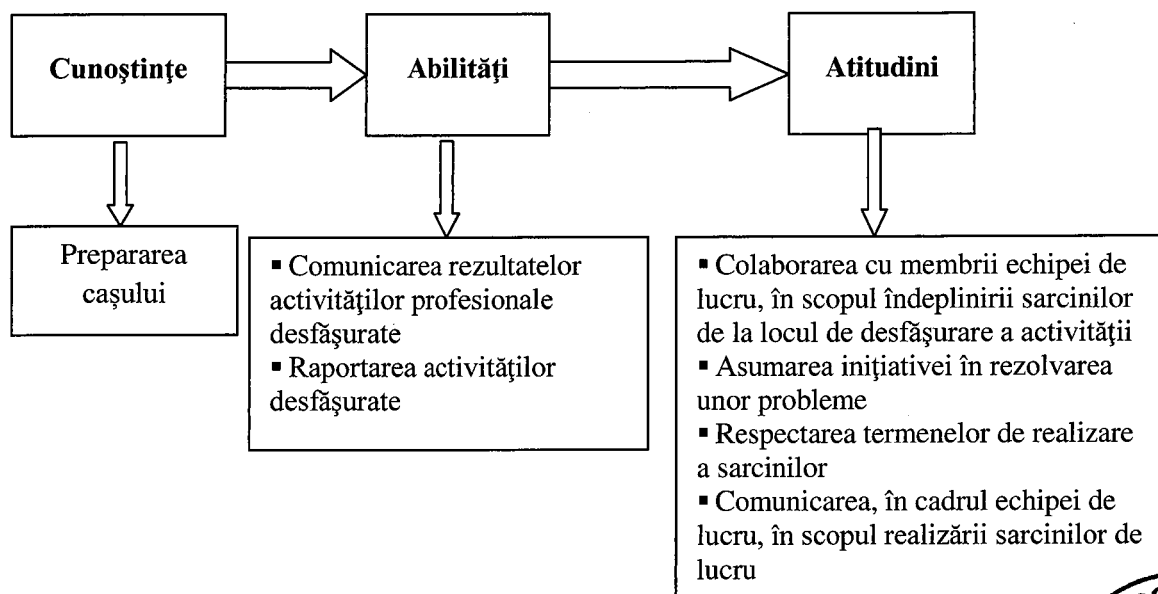 Cunoştinţe
Abilităţi
Atitudini
Prepararea
cașului
▪ Comunicarea rezultatelor
activităţilor profesionale
desfăşurate
▪ Raportarea activităţilor
desfăşurate
▪ Colaborarea cu membrii echipei de
lucru, în scopul îndeplinirii sarcinilor
de la locul de desfăşurare a activităţii
▪ Asumarea iniţiativei în rezolvarea
unor probleme
▪ Respectarea termenelor de realizare
a sarcinilor
▪ Comunicarea, în cadrul echipei de
lucru, în scopul realizării sarcinilor de
lucru